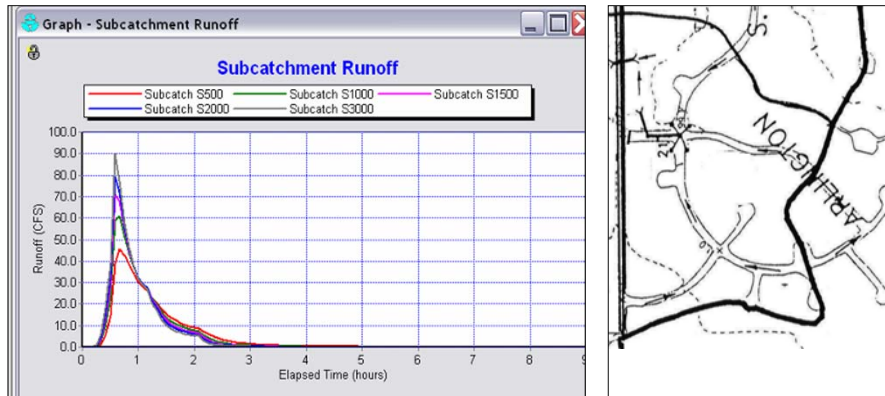 Graph - Subcatchment Runoff
Subcatchment Runoff
Subcatch S500 Subcatch S1000 Subcatch S1500
Subcatch S2000 Subcatch S3000
100.0
90.0
80.0
70.0
60.0
50.0
40.0
30.0
20.0
10.0
0.0
Runoff (CFS)
0 1 2 3 4 5 6 7 8 9
Elapsed Time (hours)
S.
ARLINGTON